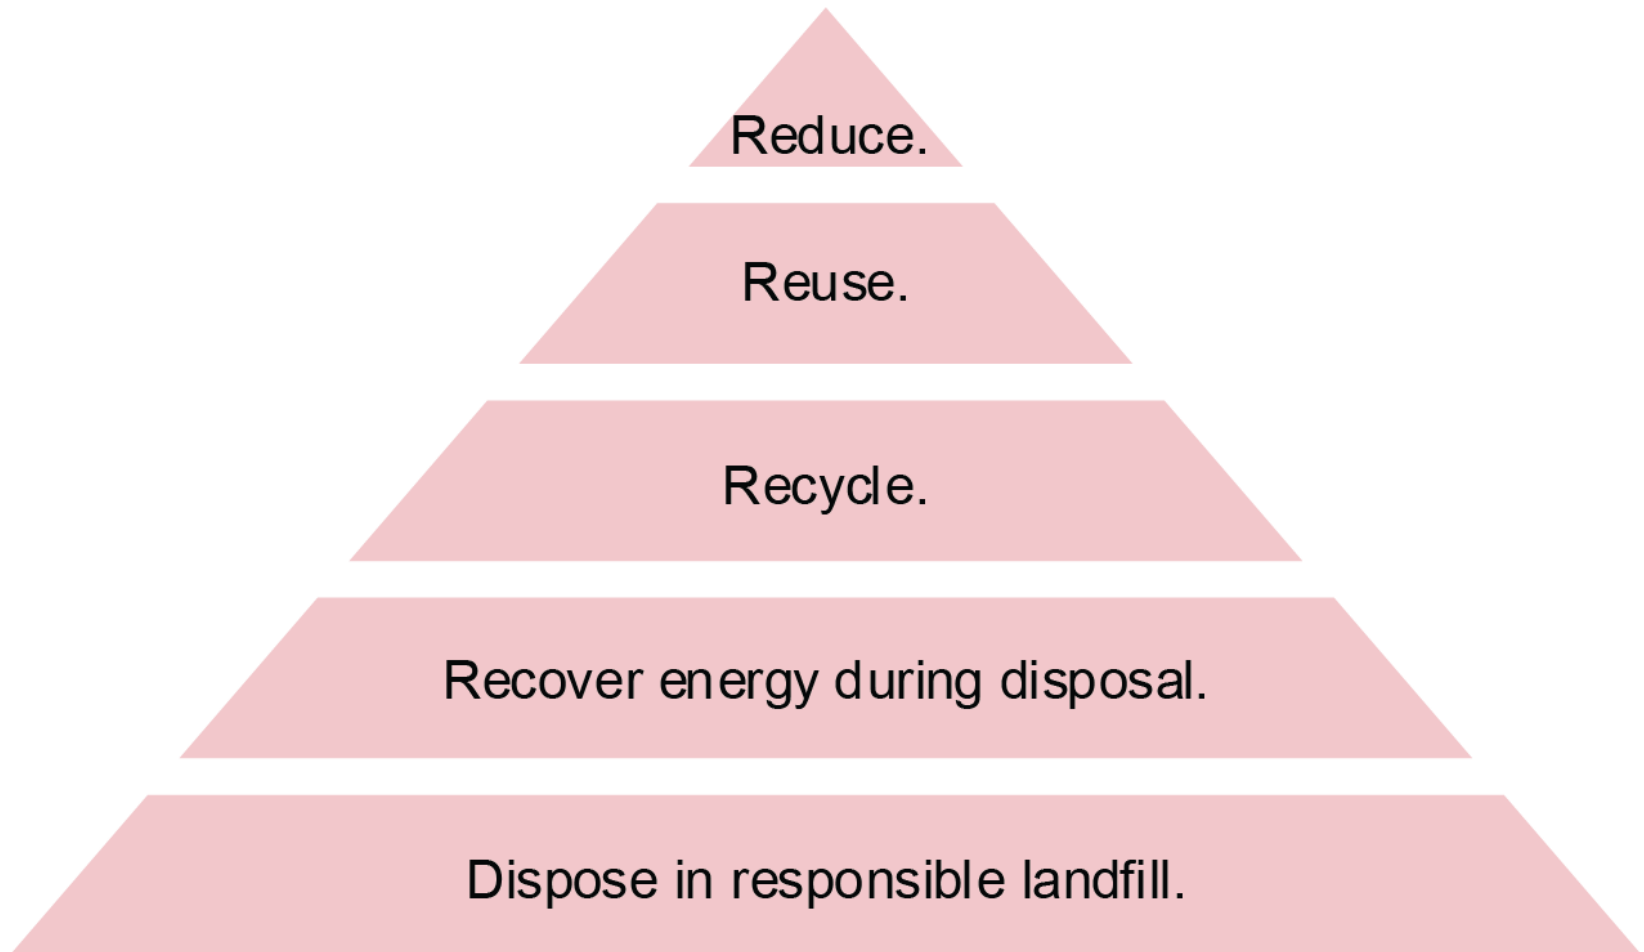 Reduce.
Reuse.
Recycle.
Recover energy during disposal.
Dispose in responsible landfill.